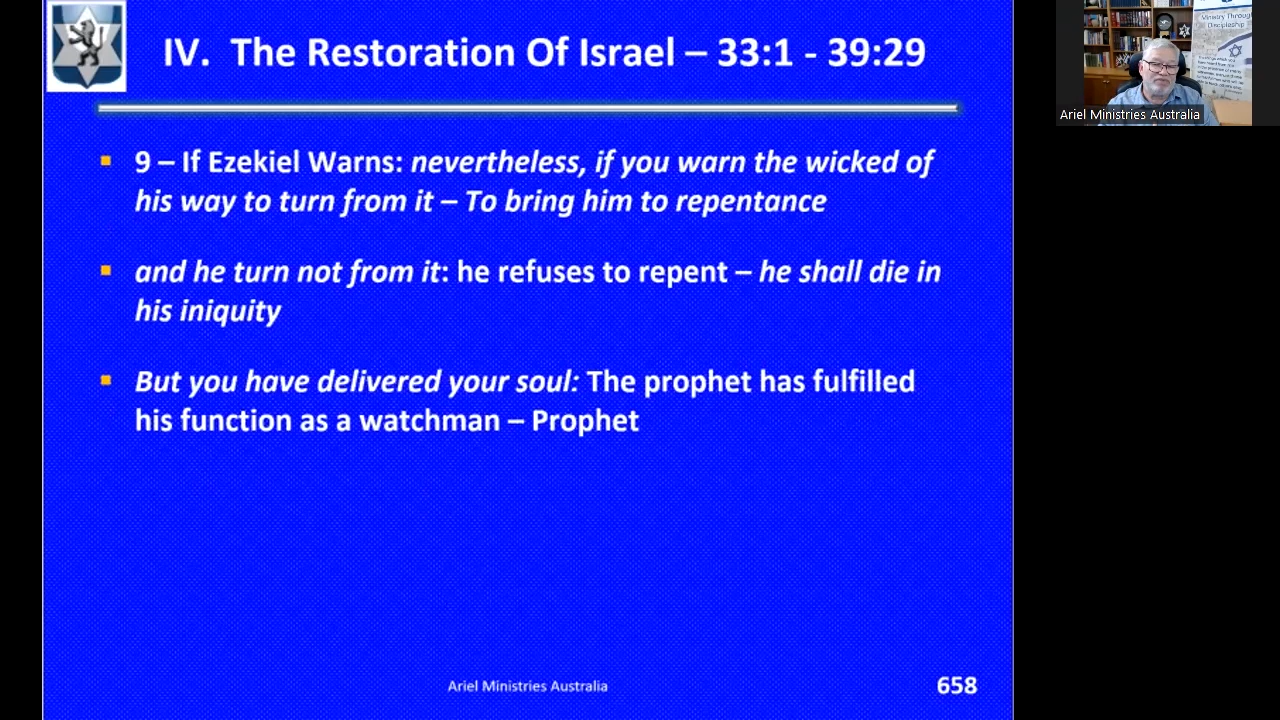 IV. The Restoration Of Israel – 33:1 - 39:29
9 – If Ezekiel Warns: nevertheless, if you warn the wicked of
his way to turn from it – To bring him to repentance
and he turn not from it: he refuses to repent – he shall die in
his iniquity
But you have delivered your soul: The prophet has fulfilled
his function as a watchman – Prophet
Ariel Ministries Australia
658
Ministry Through
Discipleship
Ariel Ministries Australia